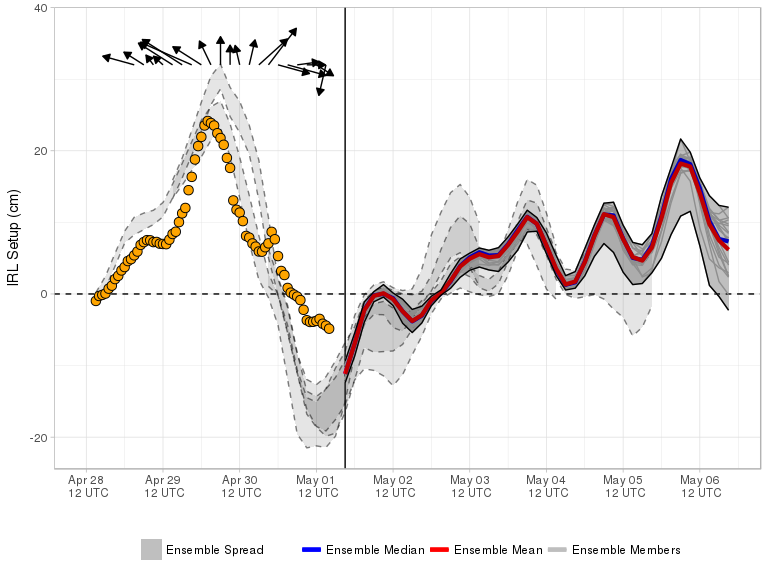 40
20
0
-20
IRL Setup (cm)
Apr 28 Apr 29 Apr 30 May 01 May 02 May 03 May 04 May 05 May 06
12 UTC 12 UTC 12 UTC 12 UTC 12 UTC 12 UTC 12 UTC 12 UTC 12 UTC
Ensemble Spread Ensemble Median Ensemble Mean Ensemble Members